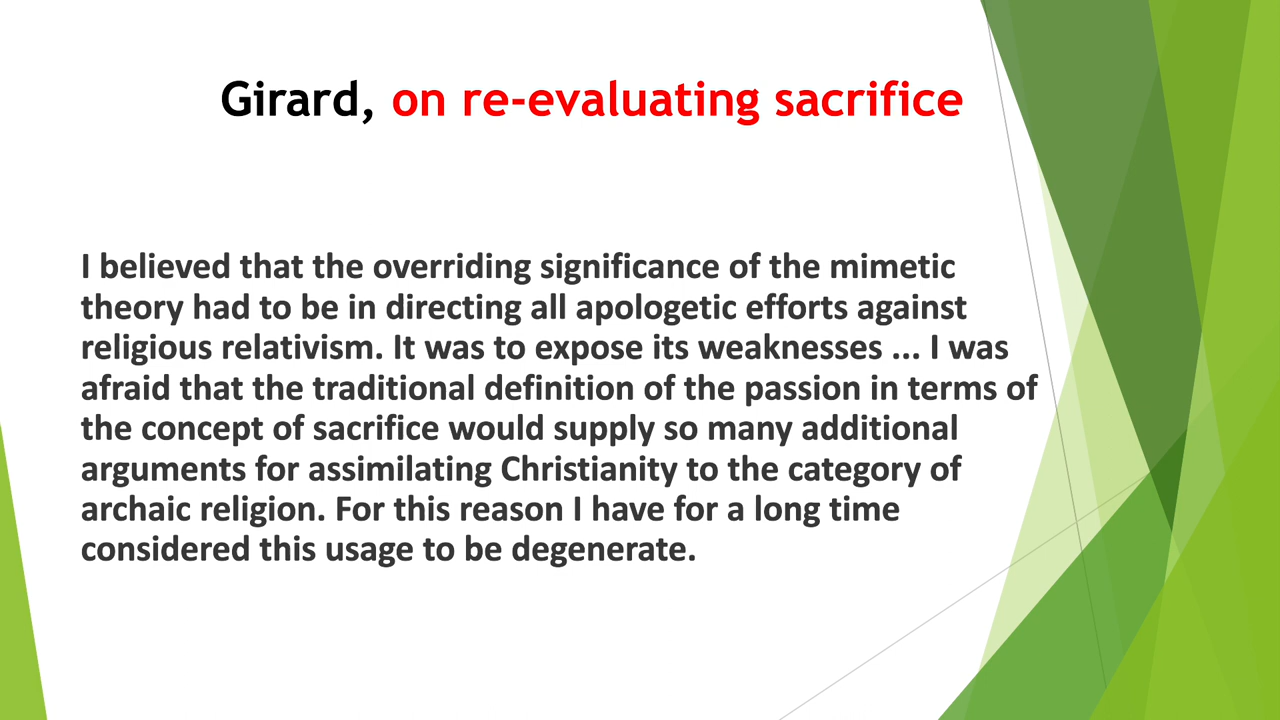 Girard, on re-evaluating sacrifice
I believed that the overriding significance of the mimetic
theory had to be in directing all apologetic efforts against
religious relativism. It was to expose its weaknesses ... I was
afraid that the traditional definition of the passion in terms of
the concept of sacrifice would supply so many additional
arguments for assimilating Christianity to the category of
archaic religion. For this reason I have for a long time
considered this usage to be degenerate.